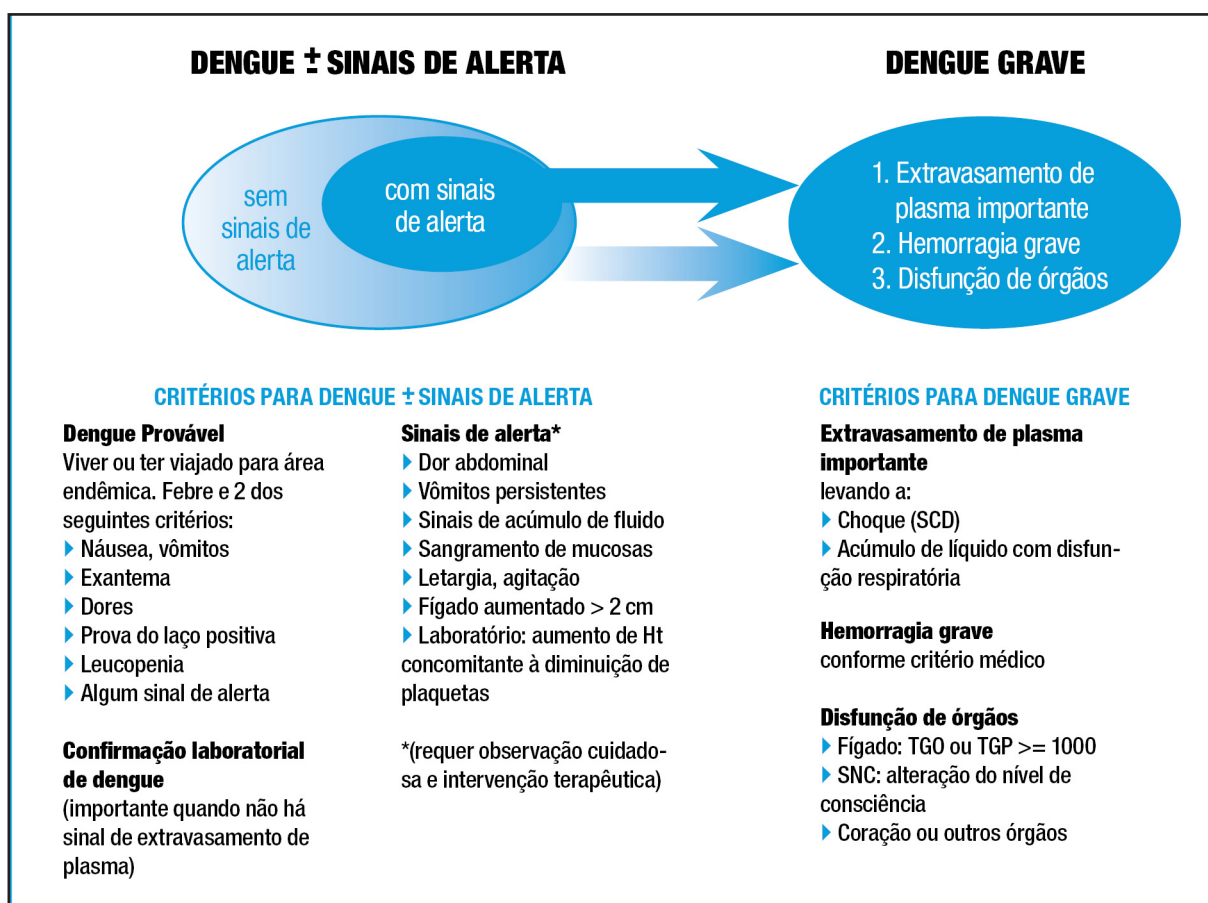 DENGUE ± SINAIS DE ALERTA
DENGUE GRAVE
sem
sinais de
alerta
com sinais
de alerta
1. Extravasamento de
plasma importante
2. Hemorragia grave
3. Disfunção de órgãos
CRITÉRIOS PARA DENGUE ± SINAIS DE ALERTA
Dengue Provável
Viver ou ter viajado para área
endêmica. Febre e 2 dos
seguintes critérios:
Náusea, vômitos
Exantema
Dores
Prova do laço positiva
Leucopenia
Algum sinal de alerta
Confirmação laboratorial
de dengue
(importante quando não há
sinal de extravasamento de
plasma)
Sinais de alerta*
Dor abdominal
Vômitos persistentes
Sinais de acúmulo de fluido
Sangramento de mucosas
Letargia, agitação
Fígado aumentado > 2 cm
Laboratório: aumento de Ht
concomitante à diminuição de
plaquetas
*(requer observação cuidado-
sa e intervenção terapêutica)
CRITÉRIOS PARA DENGUE GRAVE
Extravasamento de plasma
importante
levando a:
Choque (SCD)
Acúmulo de líquido com disfun-
ção respiratória
Hemorragia grave
conforme critério médico
Disfunção de órgãos
Fígado: TGO ou TGP >= 1000
SNC: alteração do nível de
consciência
Coração ou outros órgãos